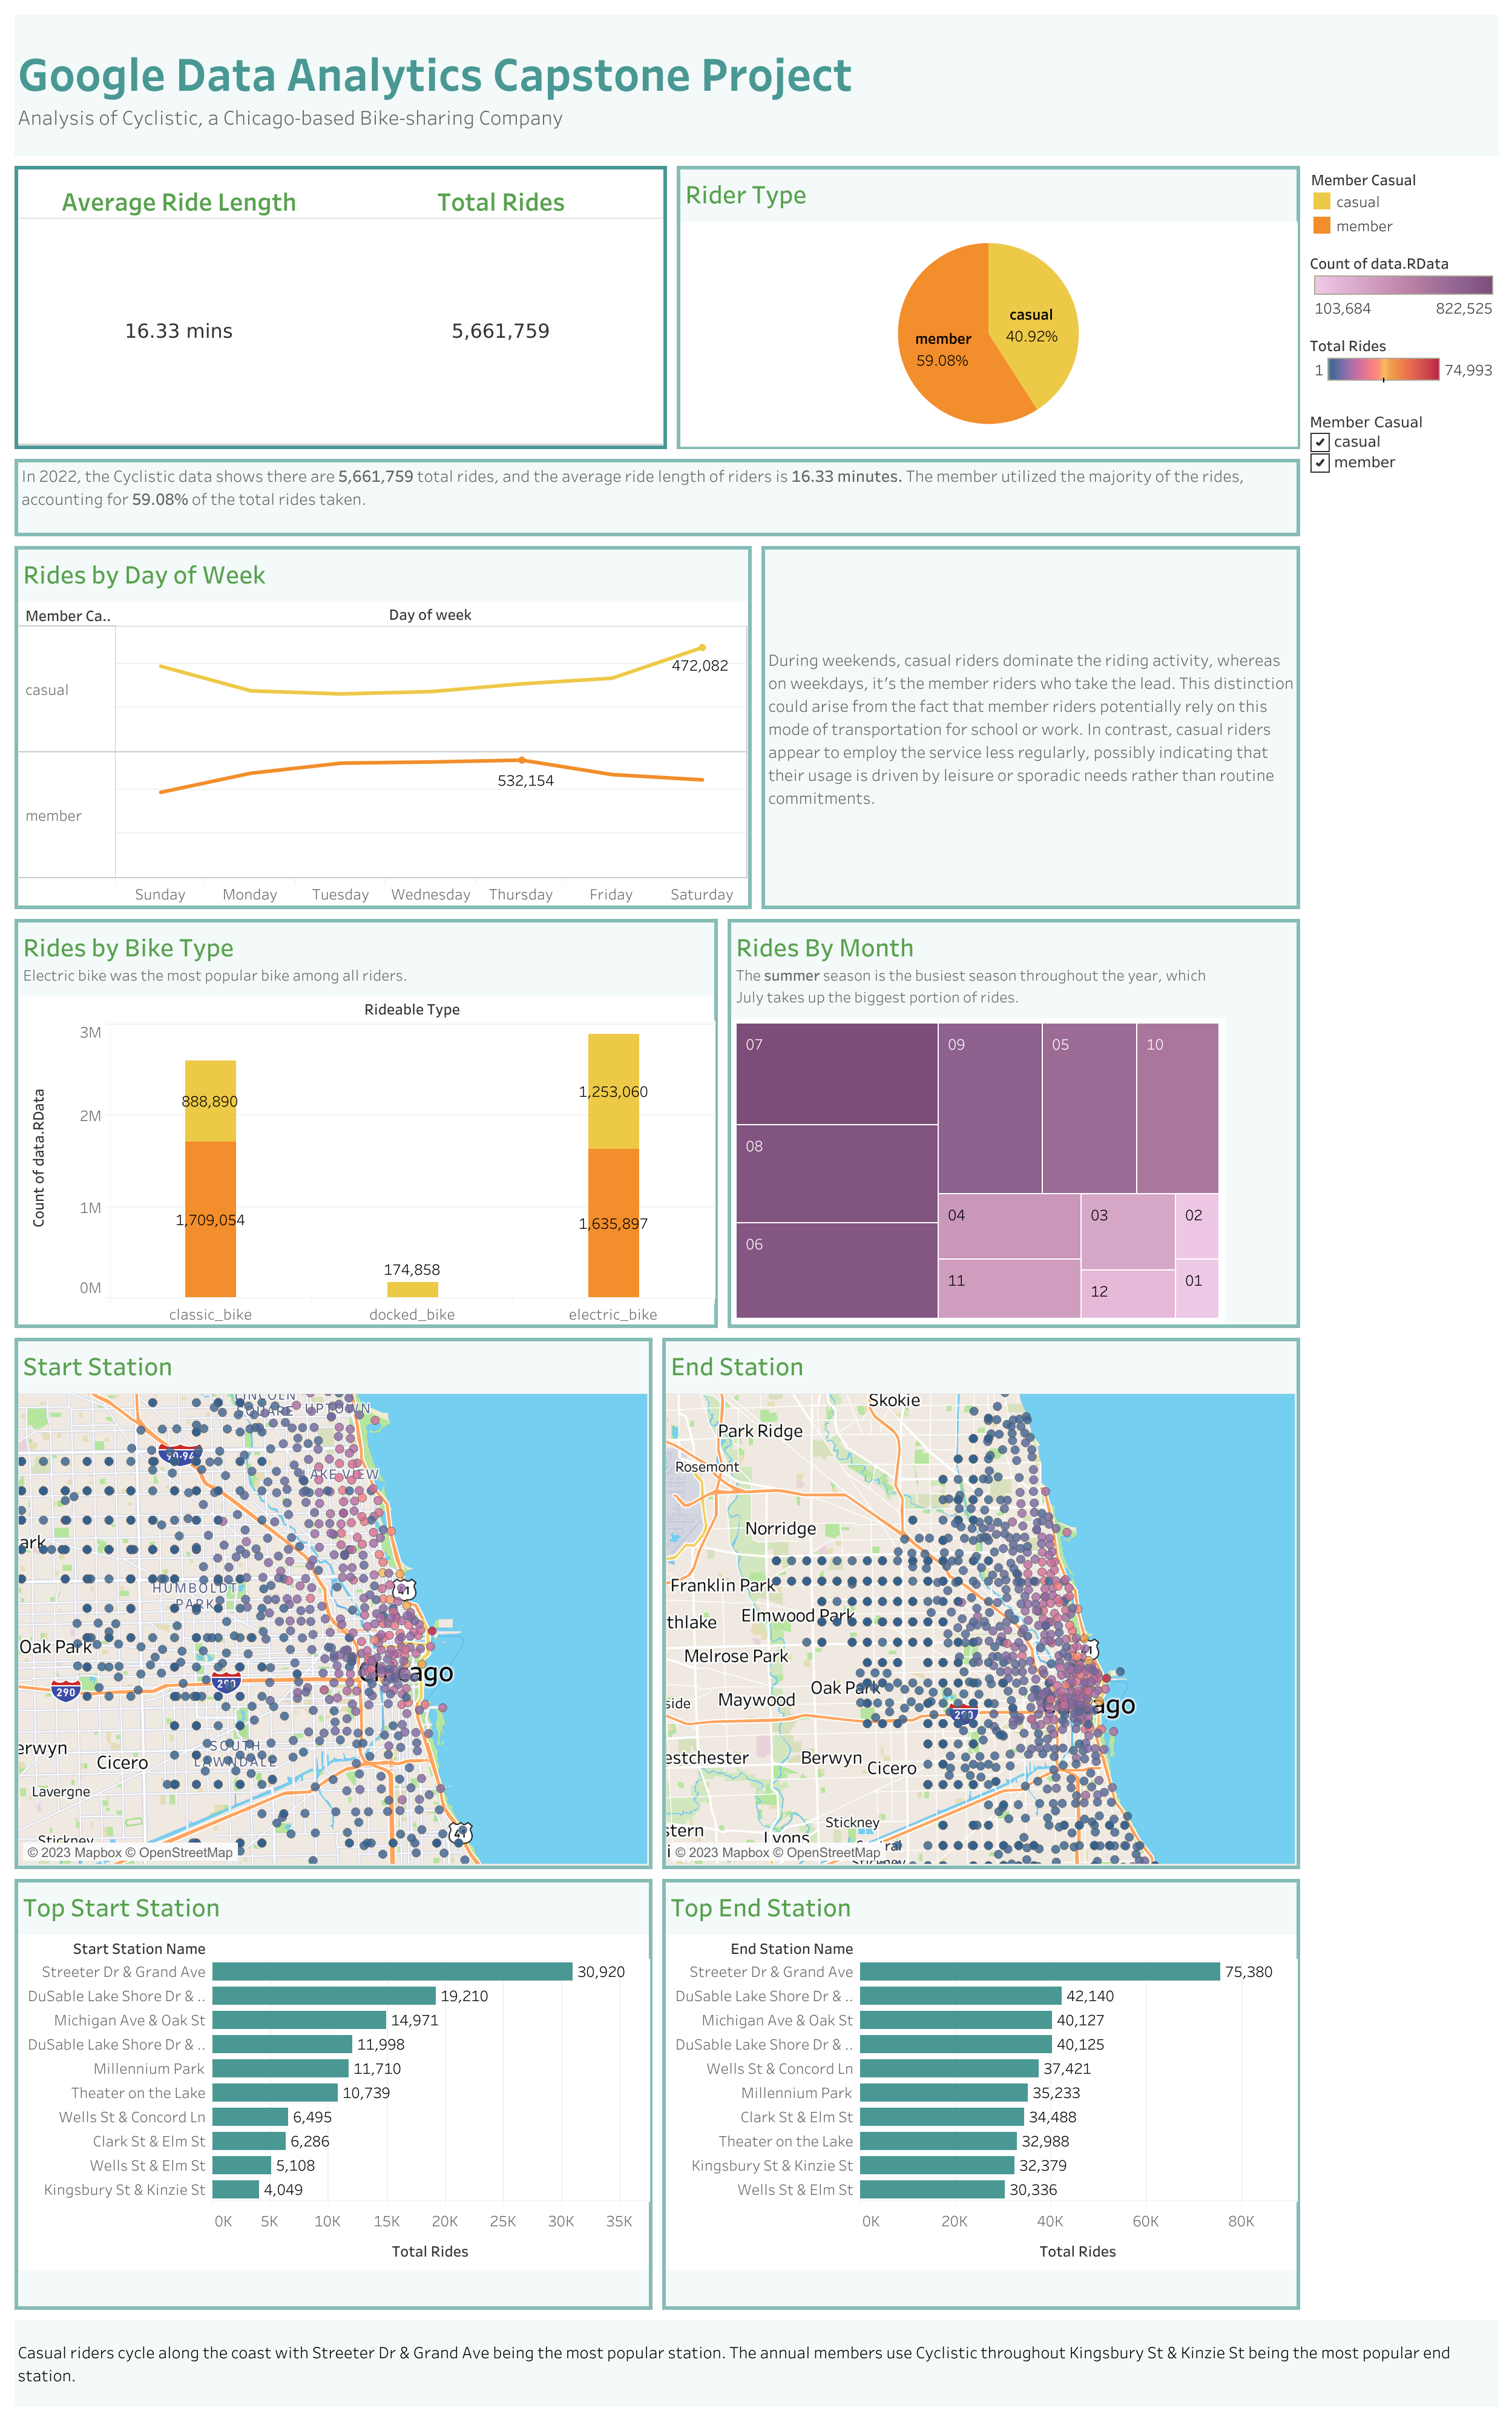 Google Data Analytics Capstone Project
Analysis of Cyclistic, a Chicago-based Bike-sharing Company
Average Ride Length
Total Rides
16.33 mins
5,661,759
Rider Type
casual
40.92%
member
59.08%
Member Casual
casual
member
Count of data.RData
103,684
822,525
Total Rides
1
74,993
Member Casual
casual
member
In 2022, the Cyclistic data shows there are 5,661,759 total rides, and the average ride length of riders is 16.33 minutes. The member utilized the majority of the rides,
accounting for 59.08% of the total rides taken.
Rides by Day of Week
Member Ca..
Day of week
casual
472,082
member
532,154
Sunday
Monday
Tuesday
Wednesday
Thursday
Friday
Saturday
During weekends, casual riders dominate the riding activity, whereas
on weekdays, it's the member riders who take the lead. This distinction
could arise from the fact that member riders potentially rely on this
mode of transportation for school or work. In contrast, casual riders
appear to employ the service less regularly, possibly indicating that
their usage is driven by leisure or sporadic needs rather than routine
commitments.
Rides by Bike Type
Electric bike was the most popular bike among all riders.
Rideable Type
Count of data.RData
3M
2M
1M
0M
888,890
1,709,054
174,858
1,253,060
1,635,897
classic_bike
docked_bike
electric_bike
Rides By Month
The summer season is the busiest season throughout the year, which
July takes up the biggest portion of rides.
07
09
05
10
08
06
04
03
02
11
12
01
Start Station
UPTOWN
LAKE VIEW
ark
HUMBOLDT
PARK
41
Oak Park
Chicago
290
290
erwyn
Cicero
SOUTH
LAWNDALE
Lavergne
Stickney
41
© 2023 Mapbox © OpenStreetMap
End Station
Skokie
Park Ridge
Rosemont
Norridge
Franklin Park
thlake
Elmwood Park
Melrose Park
Oak Park
side
Maywood
290
ago
estchester
Berwyn
Cicero
Stickney
stern
Lyons
© 2023 Mapbox © OpenStreetMap
Top Start Station
Start Station Name
Streeter Dr & Grand Ave
30,920
DuSable Lake Shore Dr & ..
19,210
Michigan Ave & Oak St
14,971
DuSable Lake Shore Dr & ..
11,998
Millennium Park
11,710
Theater on the Lake
10,739
Wells St & Concord Ln
6,495
Clark St & Elm St
6,286
Wells St & Elm St
5,108
Kingsbury St & Kinzie St
4,049
0K 5K 10K 15K 20K 25K 30K 35K
Total Rides
Top End Station
End Station Name
Streeter Dr & Grand Ave
75,380
DuSable Lake Shore Dr & ..
42,140
Michigan Ave & Oak St
40,127
DuSable Lake Shore Dr & ..
40,125
Wells St & Concord Ln
37,421
Millennium Park
35,233
Clark St & Elm St
34,488
Theater on the Lake
32,988
Kingsbury St & Kinzie St
32,379
Wells St & Elm St
30,336
0K 20K 40K 60K 80K
Total Rides
Casual riders cycle along the coast with Streeter Dr & Grand Ave being the most popular station. The annual members use Cyclistic throughout Kingsbury St & Kinzie St being the most popular end
station.